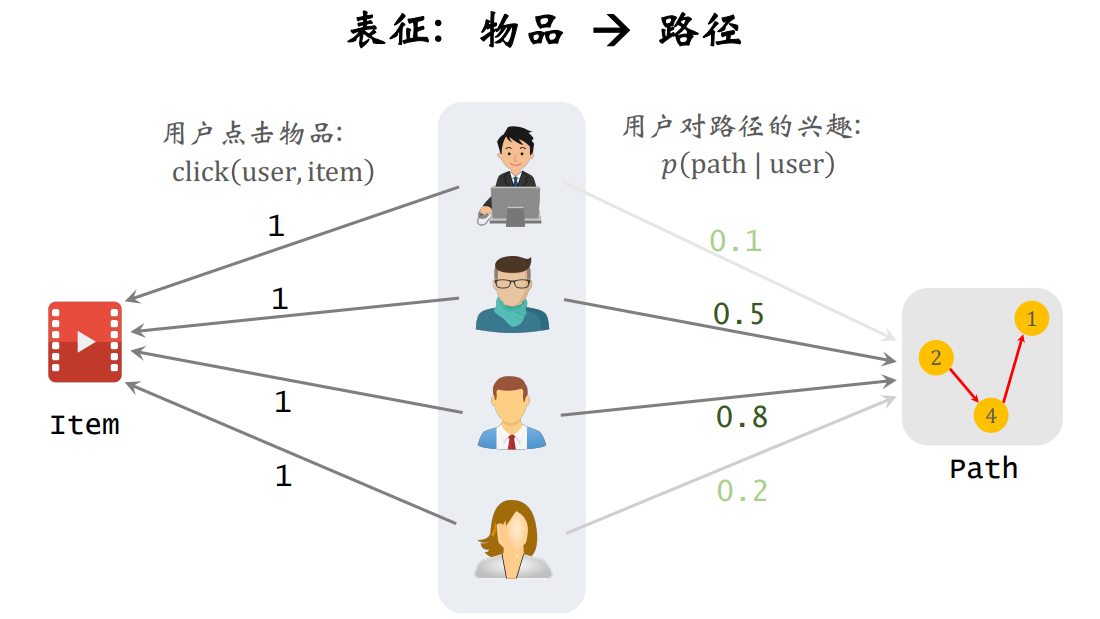 表征：物品 → 路径
用户点击物品：
click(user, item)
用户对路径的兴趣：
p(path | user)
1
1
1
1
0.1
0.5
0.8
0.2
Item
1
2
4
Path